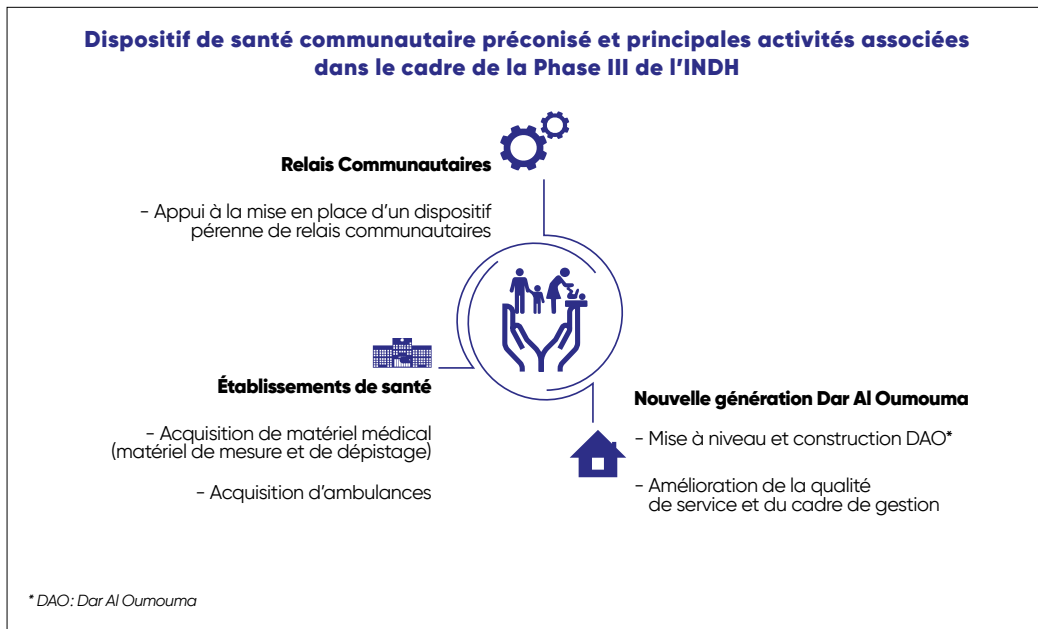 Dispositif de santé communautaire préconisé et principales activités associées
dans le cadre de la Phase III de l'INDH
Relais Communautaires
- Appui à la mise en place d'un dispositif
pérenne de relais communautaires
Établissements de santé
- Acquisition de matériel médical
(matériel de mesure et de dépistage)
- Acquisition d'ambulances
Nouvelle génération Dar Al Oumouma
- Mise à niveau et construction DAO*
- Amélioration de la qualité
de service et du cadre de gestion
* DAO: Dar Al Oumouma